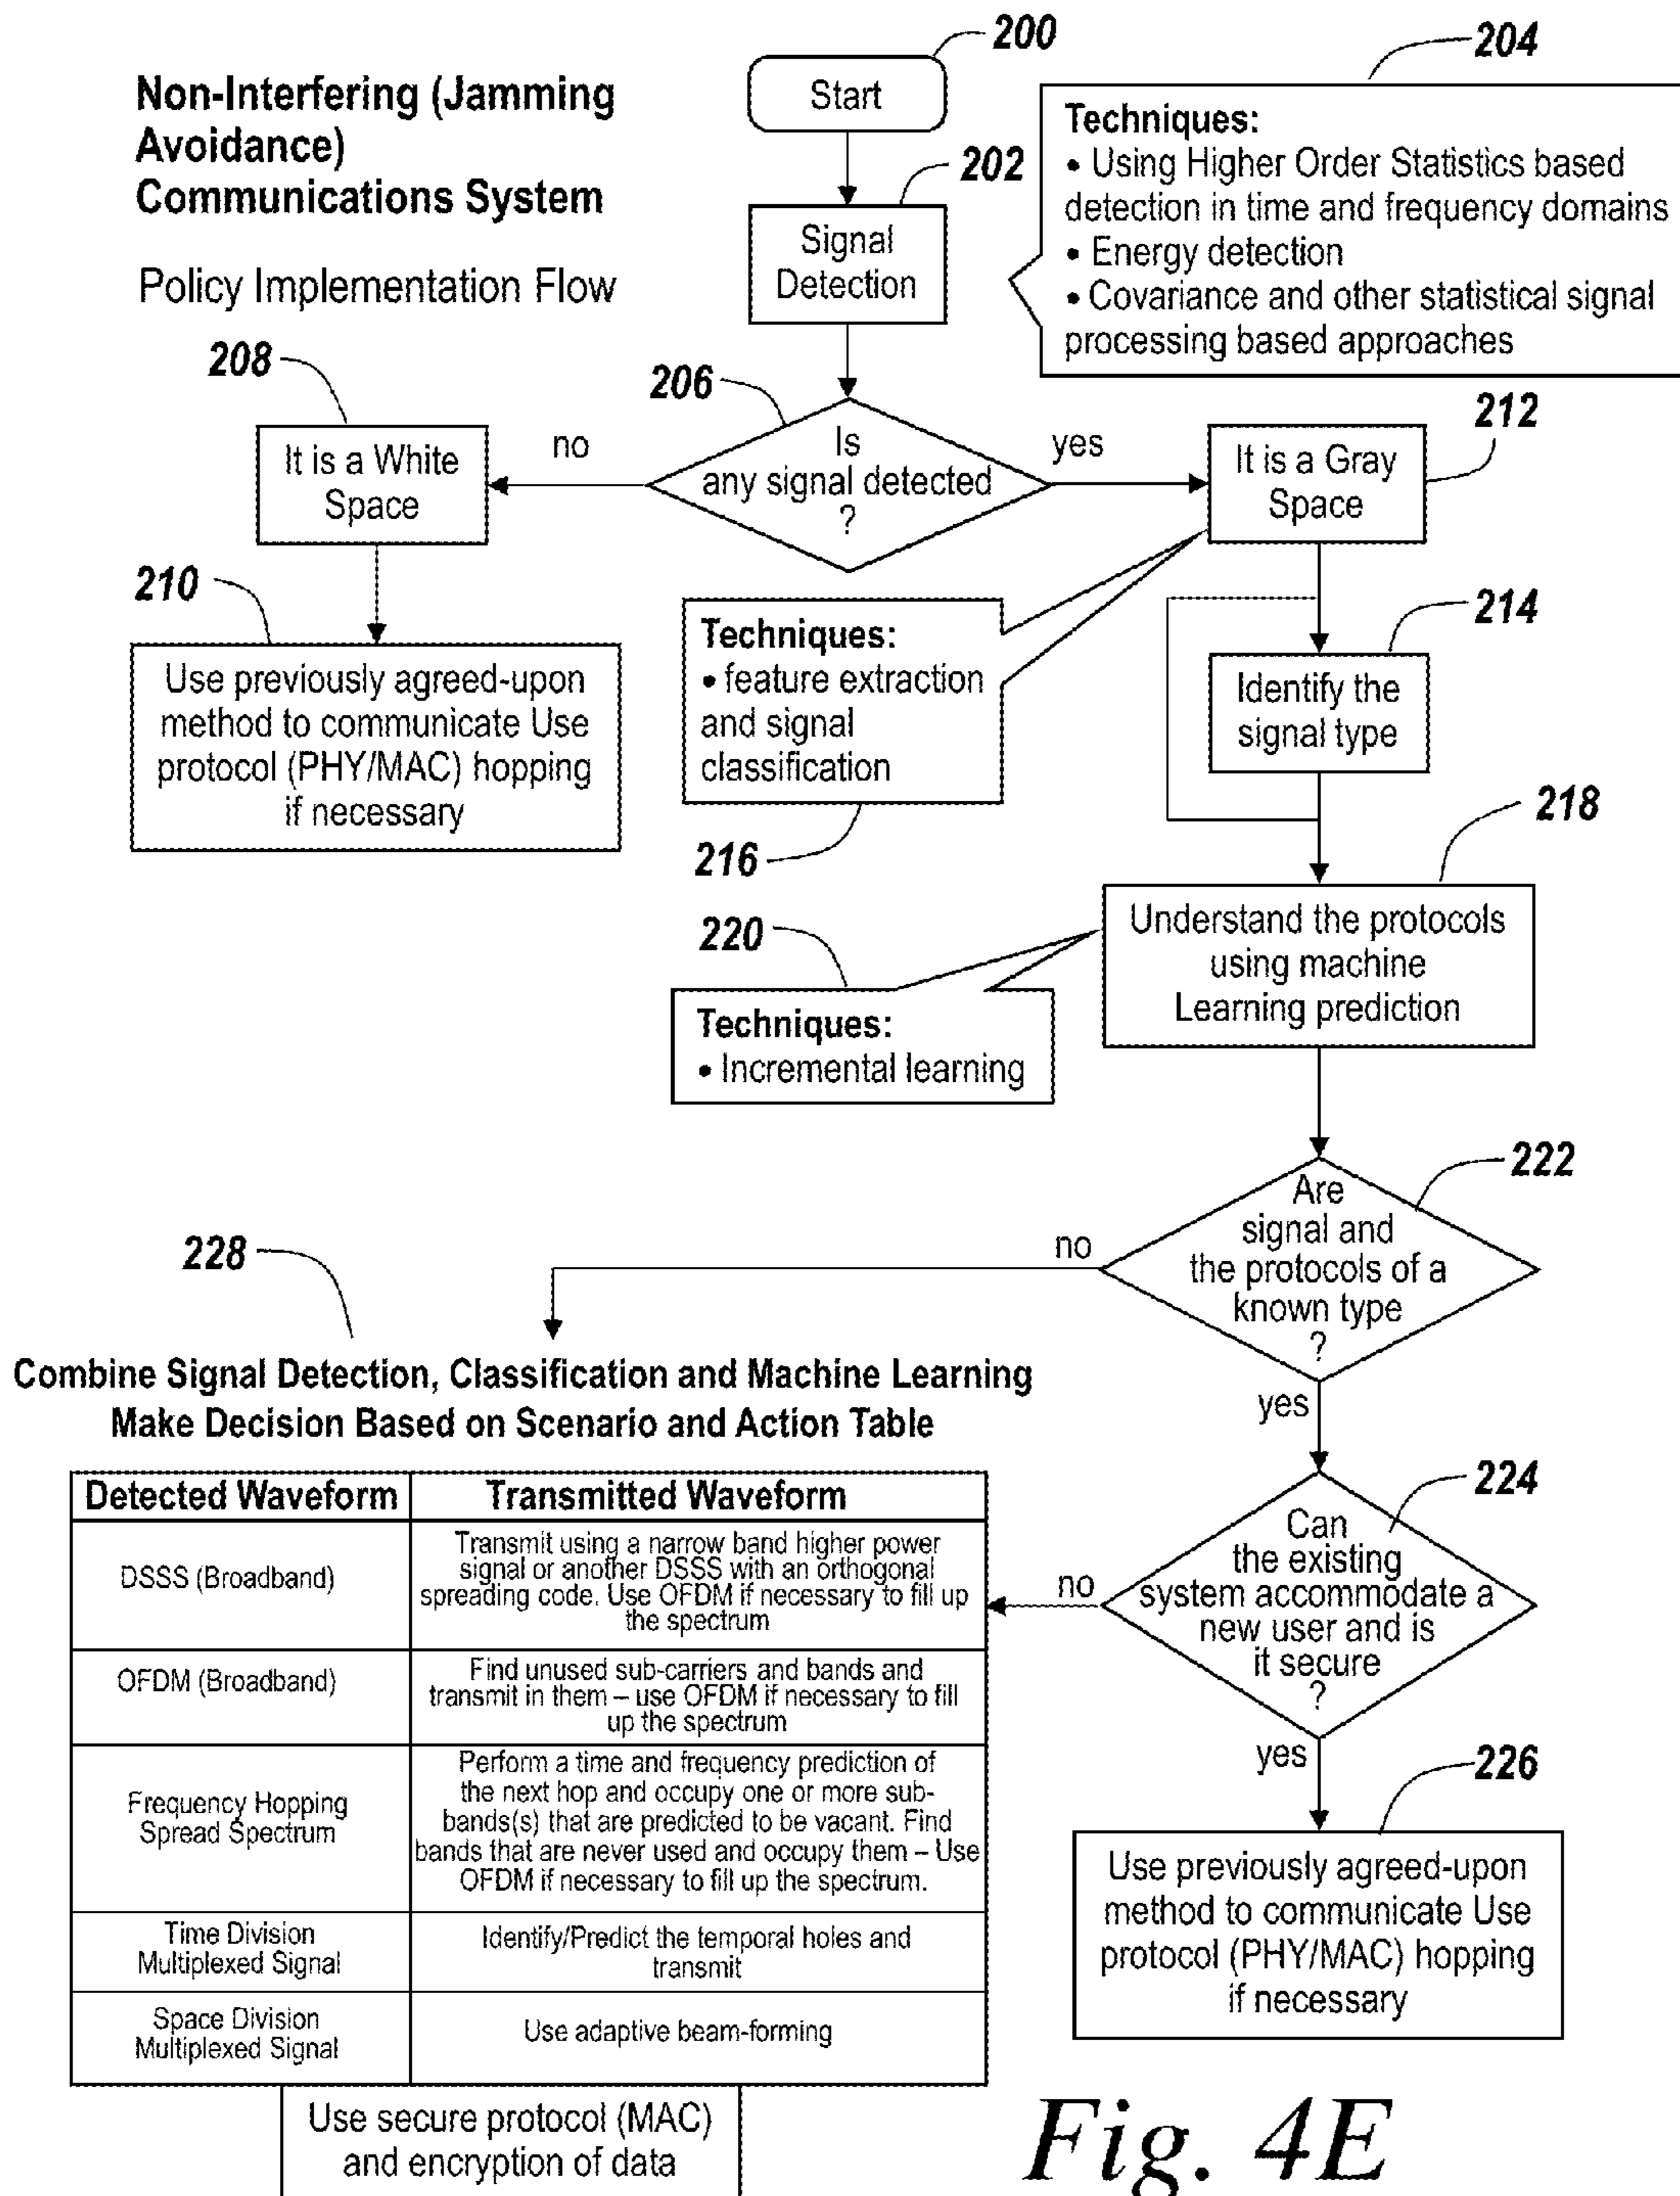 200
204
Non-Interfering (Jamming
Avoidance)
Communications System
Policy Implementation Flow
Start
202
Signal
Detection
Techniques:
• Using Higher Order Statistics based
detection in time and frequency domains
• Energy detection
• Covariance and other statistical signal
processing based approaches
208
206
212
It is a White
Space
no
Is
any signal detected
?
yes
It is a Gray
Space
210
Use previously agreed-upon
method to communicate Use
protocol (PHY/MAC) hopping
if necessary
Techniques:
• feature extraction
and signal
classification
216
214
Identify the
signal type
218
220
Understand the protocols
using machine
Learning prediction
Techniques:
• Incremental learning
222
Are
signal and
the protocols of a
known type
?
no
yes
228
Combine Signal Detection, Classification and Machine Learning
Make Decision Based on Scenario and Action Table
Detected Waveform
Transmitted Waveform
DSSS (Broadband)
Transmit using a narrow band higher power
signal or another DSSS with an orthogonal
spreading code. Use OFDM if necessary to fill up
the spectrum
OFDM (Broadband)
Find unused sub-carriers and bands and
transmit in them – use OFDM if necessary to fill
up the spectrum
Frequency Hopping
Spread Spectrum
Perform a time and frequency prediction of
the next hop and occupy one or more sub-
bands(s) that are predicted to be vacant. Find
bands that are never used and occupy them – Use
OFDM if necessary to fill up the spectrum.
Time Division
Multiplexed Signal
Identify/Predict the temporal holes and
transmit
Space Division
Multiplexed Signal
Use adaptive beam-forming
Use secure protocol (MAC)
and encryption of data
224
Can
the existing
system accommodate a
new user and is
it secure
?
no
yes
226
Use previously agreed-upon
method to communicate Use
protocol (PHY/MAC) hopping
if necessary
Fig. 4E